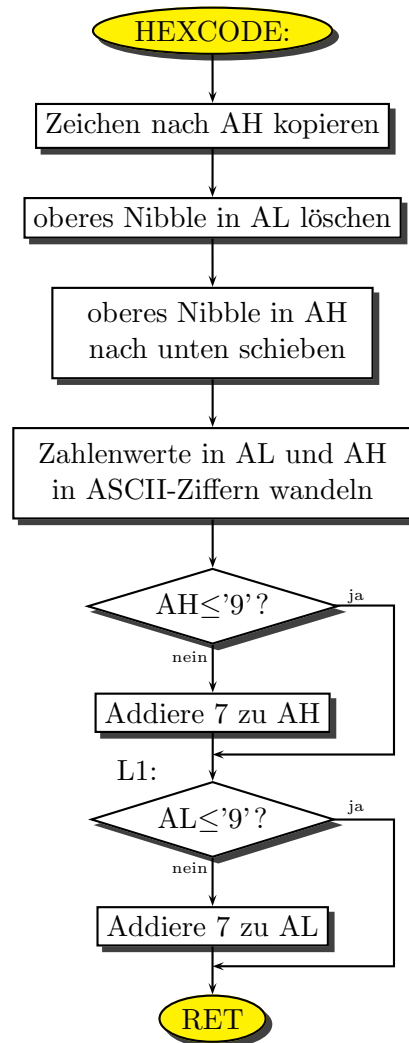 HEXCODE:
Zeichen nach AH kopieren
oberes Nibble in AL löschen
oberes Nibble in AH
nach unten schieben
Zahlenwerte in AL und AH
in ASCII-Ziffern wandeln
AH≤'9'?
ja
nein
Addiere 7 zu AH
L1:
AL≤'9'?
ja
nein
Addiere 7 zu AL
RET